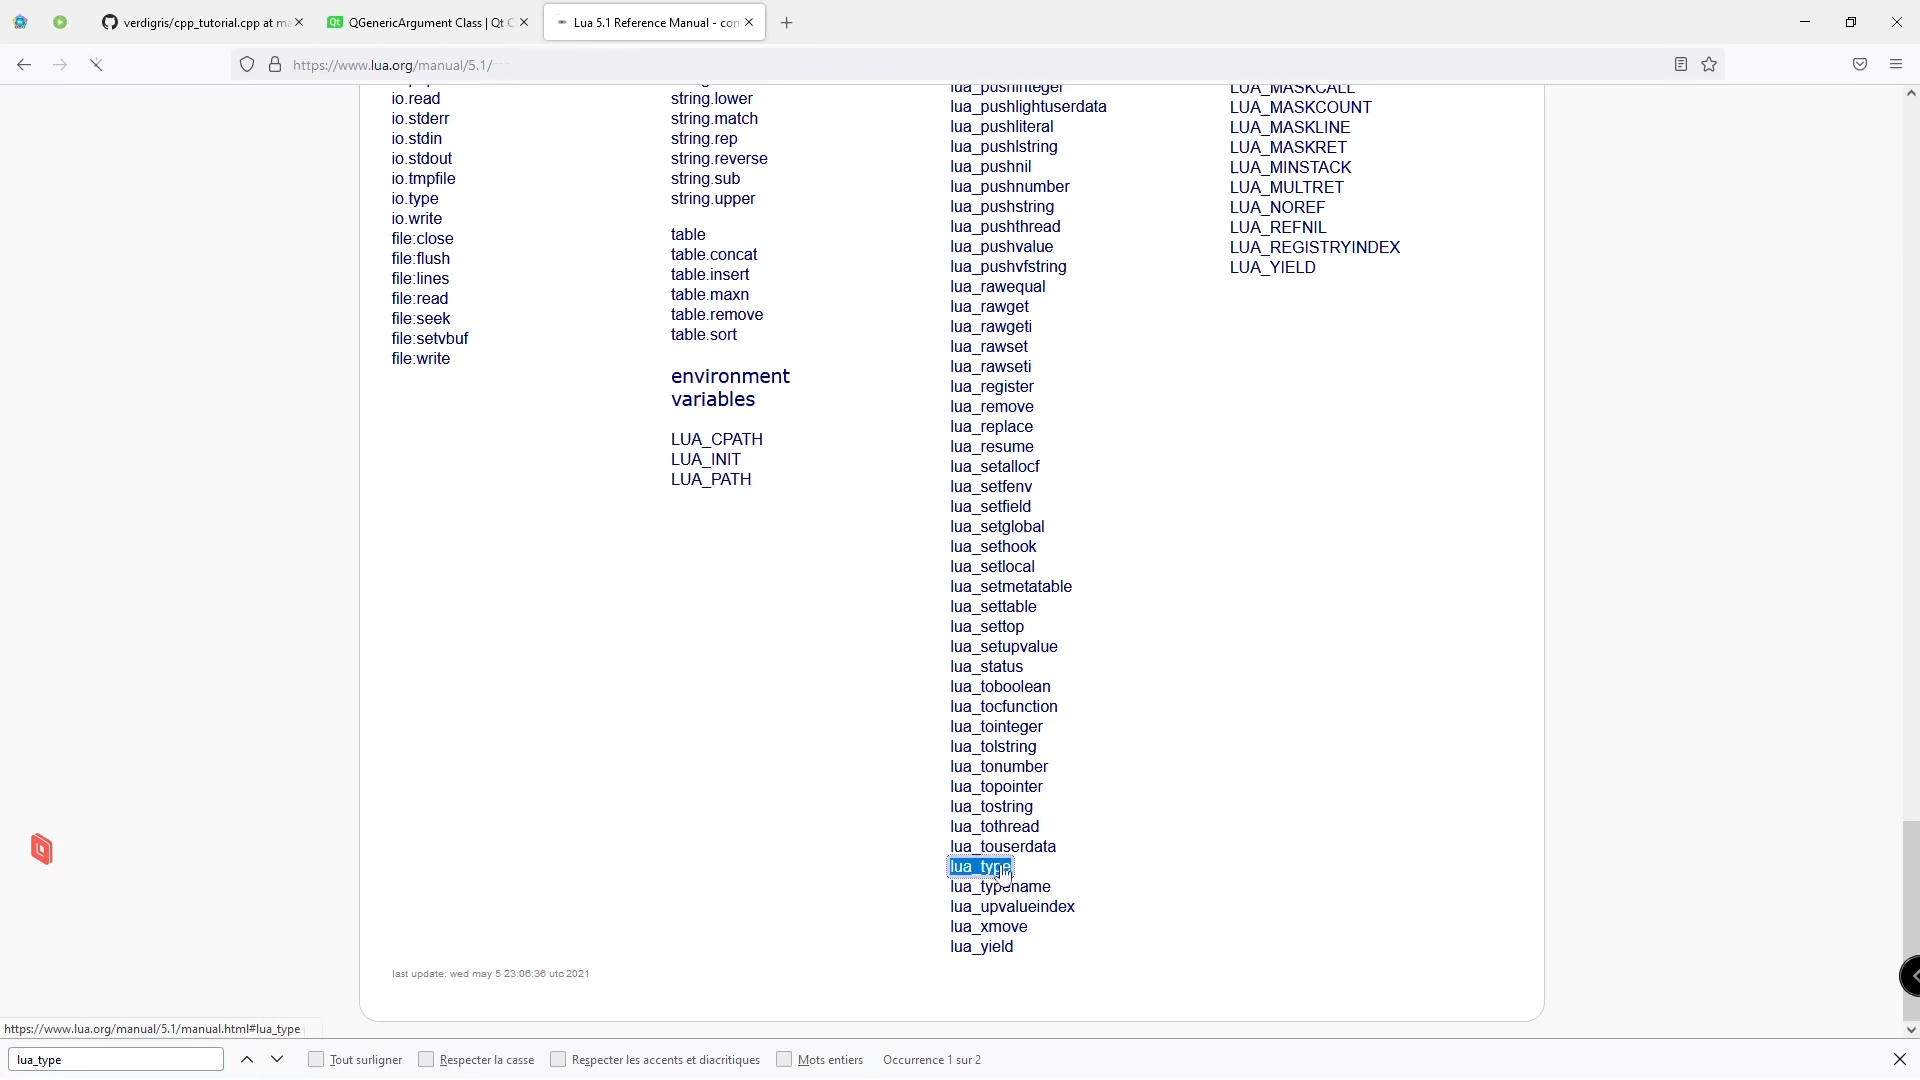 verdigris/cpp_tutorial.cpp at ma
QGenericArgument Class | Qt C
Lua 5.1 Reference Manual - con
https://www.lua.org/manual/5.1/
io.read
io.stderr
io.stdin
io.stdout
io.tmpfile
io.type
io.write
file:close
file:flush
file:lines
file:read
file:seek
file:setvbuf
file:write
string.lower
string.match
string.rep
string.reverse
string.sub
string.upper
table
table.concat
table.insert
table.maxn
table.remove
table.sort
environment
variables
LUA_CPATH
LUA_INIT
LUA_PATH
lua_pushinteger
lua_pushlightuserdata
lua_pushliteral
lua_pushlstring
lua_pushnil
lua_pushnumber
lua_pushstring
lua_pushthread
lua_pushvalue
lua_pushvfstring
lua_rawequal
lua_rawget
lua_rawgeti
lua_rawset
lua_rawseti
lua_register
lua_remove
lua_replace
lua_resume
lua_setallocf
lua_setfenv
lua_setfield
lua_setglobal
lua_sethook
lua_setlocal
lua_setmetatable
lua_settable
lua_settop
lua_setupvalue
lua_status
lua_toboolean
lua_tocfunction
lua_tointeger
lua_tolstring
lua_tonumber
lua_topointer
lua_tostring
lua_tothread
lua_touserdata
lua_type
lua_typename
lua_upvalueindex
lua_xmove
lua_yield
LUA_MASKCALL
LUA_MASKCOUNT
LUA_MASKLINE
LUA_MASKRET
LUA_MINSTACK
LUA_MULTRET
LUA_NOREF
LUA_REFNIL
LUA_REGISTRYINDEX
LUA_YIELD
last update: wed may 5 23:06:36 utc 2021
https://www.lua.org/manual/5.1/manual.html#lua_type
lua_type
Tout surligner
Respecter la casse
Respecter les accents et diacritiques
Mots entiers
Occurrence 1 sur 2